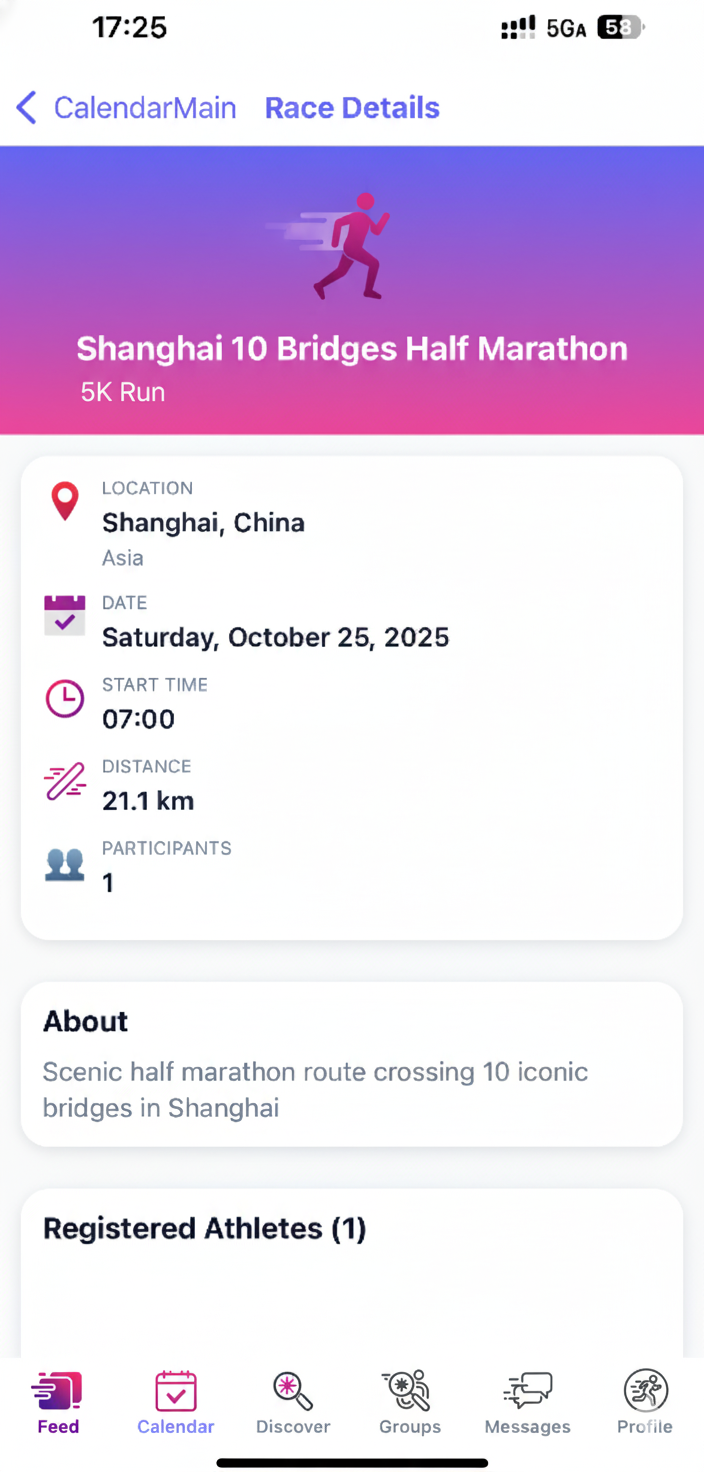 17:25
5GA 58
CalendarMain Race Details
Shanghai 10 Bridges Half Marathon
5K Run
LOCATION
Shanghai, China
Asia
DATE
Saturday, October 25, 2025
START TIME
07:00
DISTANCE
21.1 km
PARTICIPANTS
1
About
Scenic half marathon route crossing 10 iconic
bridges in Shanghai
Registered Athletes (1)
Feed Calendar Discover Groups Messages Profile